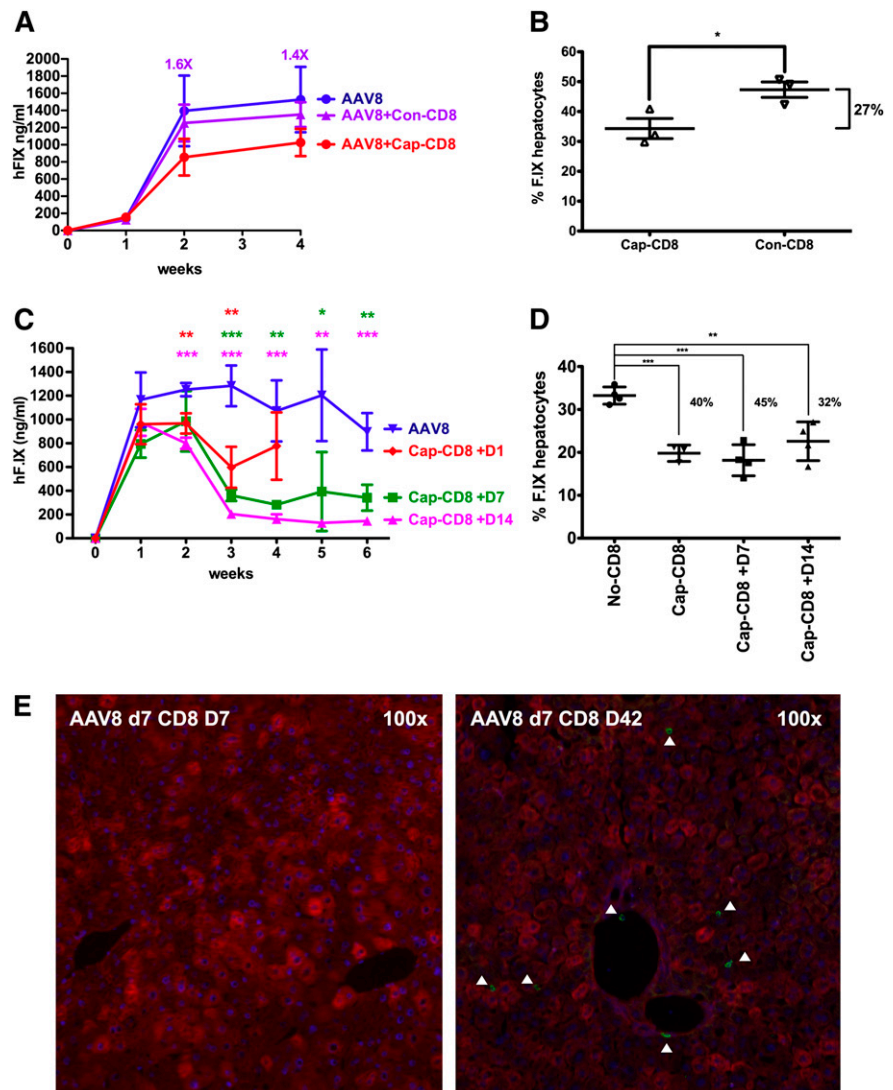 A
hFIX ng/ml
2000
1800
1600
1400
1200
1000
800
600
400
200
0
1.6X
1.4X
AAV8
AAV8+Con-CD8
AAV8+Cap-CD8
0 1 2 3 4
weeks
B
% F.IX hepatocytes
60
50
40
30
20
10
0
*
27%
Cap-CD8 Con-CD8
C
hF.IX (ng/ml)
** * **
** *** ** *** ** ***
*** *** ***
1600
1400
1200
1000
800
600
400
200
0
AAV8
Cap-CD8 +D1
Cap-CD8 +D7
Cap-CD8 +D14
0 1 2 3 4 5 6
weeks
D
% F.IX hepatocytes
40
30
20
10
0
**
***
***
40% 45% 32%
No-CD8
Cap-CD8
Cap-CD8 +D7
Cap-CD8 +D14
E
AAV8 d7 CD8 D7 100x
AAV8 d7 CD8 D42 100x